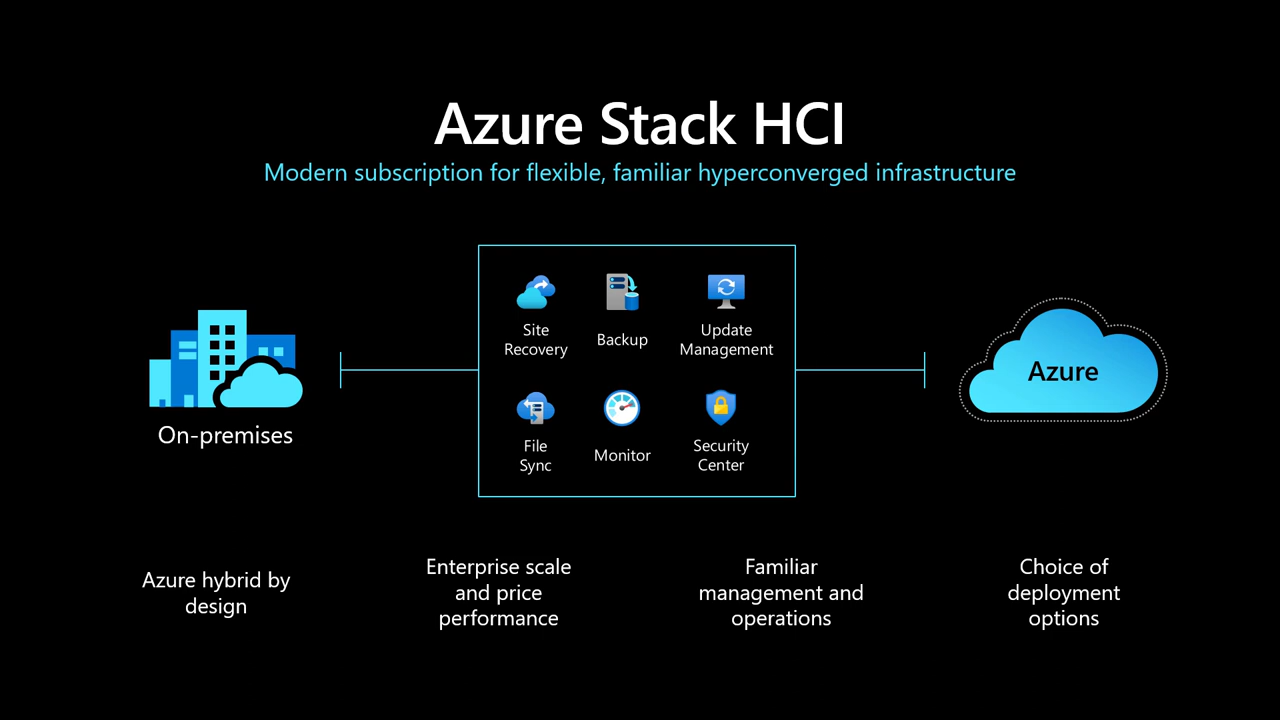 Azure Stack HCI
Modern subscription for flexible, familiar hyperconverged infrastructure
Site
Recovery
Backup
Update
Management
File
Sync
Monitor
Security
Center
On-premises
Azure
Azure hybrid by
design
Enterprise scale
and price
performance
Familiar
management and
operations
Choice of
deployment
options